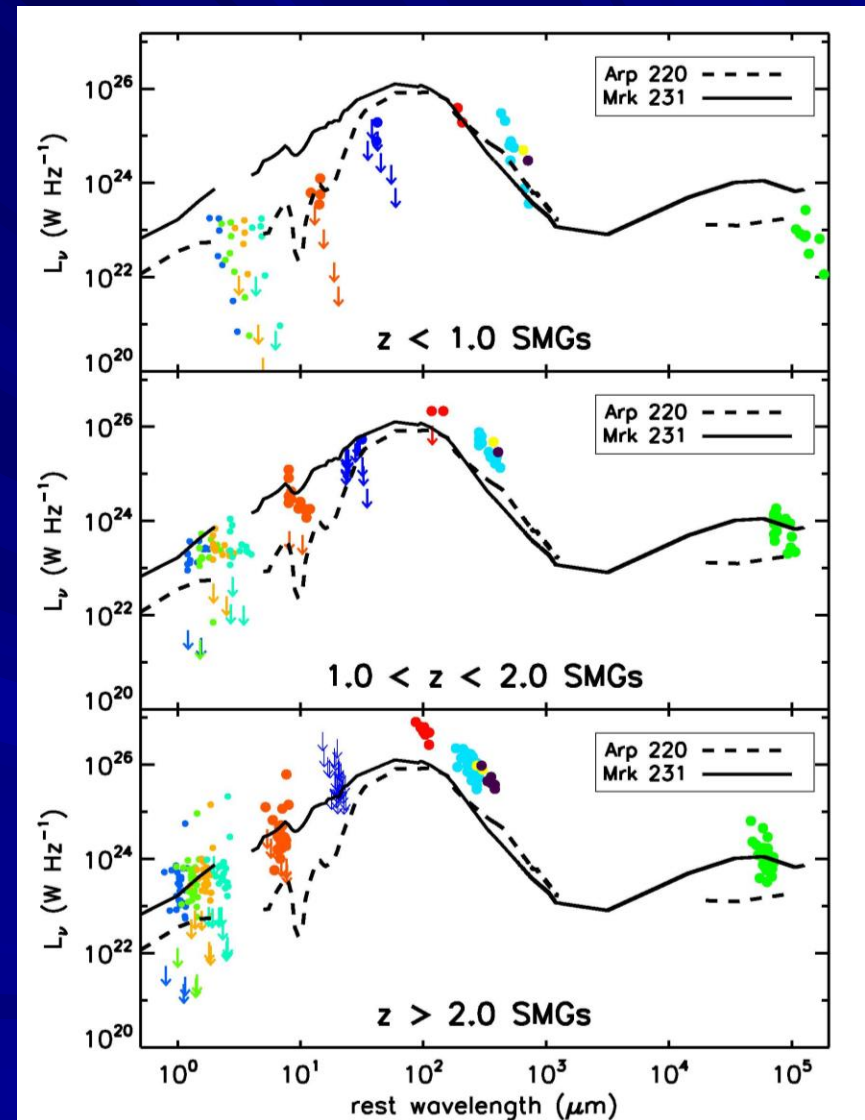 Arp 220
Mrk 231
10^26
10^24
10^22
10^20
L_ν (W Hz^-1)
z < 1.0 SMGs
Arp 220
Mrk 231
10^26
10^24
10^22
10^20
L_ν (W Hz^-1)
1.0 < z < 2.0 SMGs
Arp 220
Mrk 231
10^26
10^24
10^22
10^20
L_ν (W Hz^-1)
z > 2.0 SMGs
10^0 10^1 10^2 10^3 10^4 10^5
rest wavelength (μm)